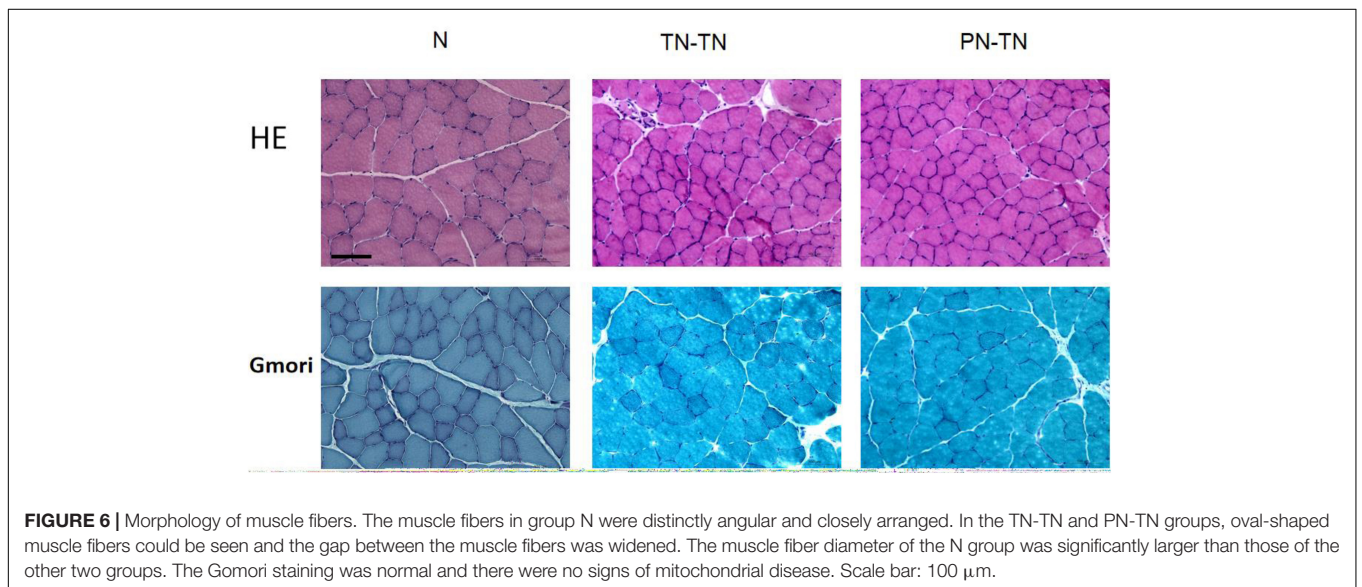 N TN-TN PN-TN
HE
Gmori
FIGURE 6 | Morphology of muscle fibers. The muscle fibers in group N were distinctly angular and closely arranged. In the TN-TN and PN-TN groups, oval-shaped
muscle fibers could be seen and the gap between the muscle fibers was widened. The muscle fiber diameter of the N group was significantly larger than those of the
other two groups. The Gomori staining was normal and there were no signs of mitochondrial disease. Scale bar: 100 μm.